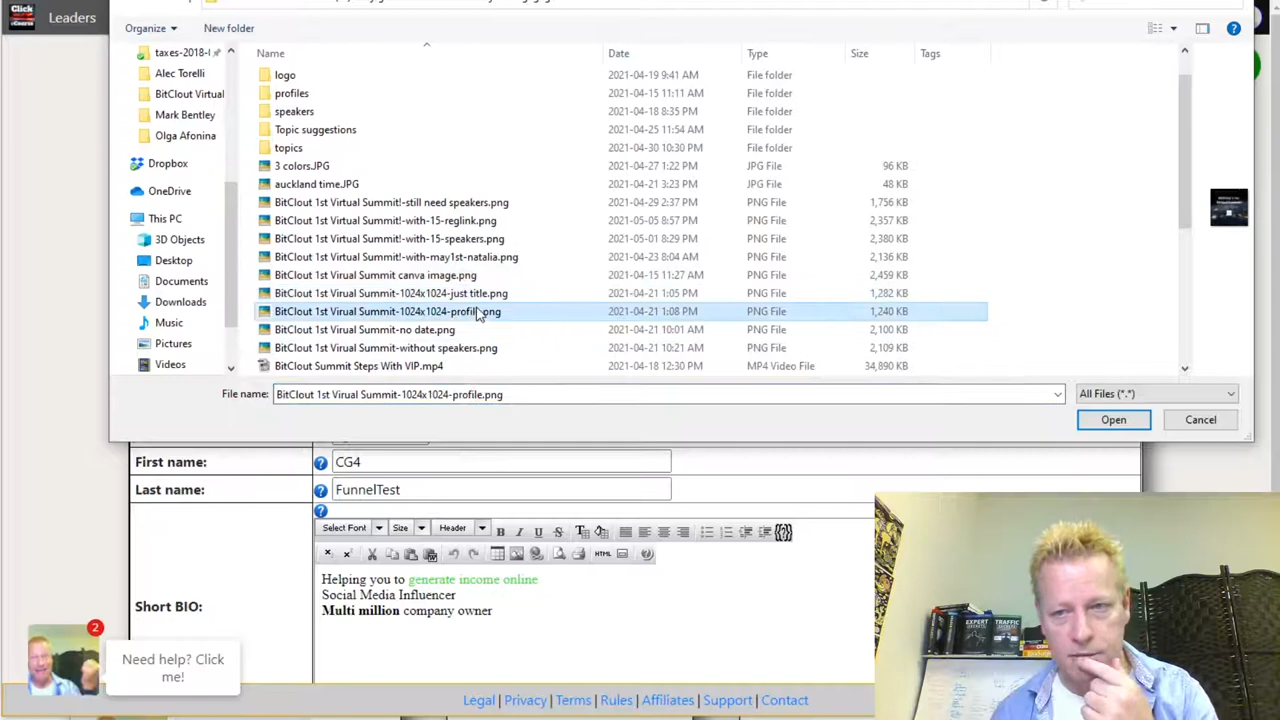 Click
Course
Leaders
Organize
New folder
taxes-2018-
Alec Torelli
BitClout Virtual
Mark Bentley
Olga Afonina
Dropbox
OneDrive
This PC
3D Objects
Desktop
Documents
Downloads
Music
Pictures
Videos
Name Date Type Size Tags
logo 2021-04-19 9:41 AM File folder
profiles 2021-04-15 11:11 AM File folder
speakers 2021-04-18 8:35 PM File folder
Topic suggestions 2021-04-25 11:54 AM File folder
topics 2021-04-30 10:30 PM File folder
3 colors.JPG 2021-04-27 1:22 PM JPG File 96 KB
auckland time.JPG 2021-04-21 3:23 PM JPG File 48 KB
BitClout 1st Virtual Summit!-still need speakers.png 2021-04-29 2:37 PM PNG File 1,756 KB
BitClout 1st Virtual Summit!-with-15-reglink.png 2021-05-05 8:57 PM PNG File 2,357 KB
BitClout 1st Virtual Summit!-with-15-speakers.png 2021-05-01 8:29 PM PNG File 2,380 KB
BitClout 1st Virtual Summit!-with-may1st-natalia.png 2021-04-23 8:04 AM PNG File 2,136 KB
BitClout 1st Virual Summit canva image.png 2021-04-15 11:27 AM PNG File 2,459 KB
BitClout 1st Virual Summit-1024x1024-just title.png 2021-04-21 1:05 PM PNG File 1,282 KB
BitClout 1st Virual Summit-1024x1024-profile.png 2021-04-21 1:08 PM PNG File 1,240 KB
BitClout 1st Virual Summit-no date.png 2021-04-21 10:01 AM PNG File 2,100 KB
BitClout 1st Virual Summit-without speakers.png 2021-04-21 10:21 AM PNG File 2,109 KB
BitClout Summit Steps With VIP.mp4 2021-04-18 12:30 PM MP4 Video File 34,890 KB
File name: BitClout 1st Virual Summit-1024x1024-profile.png All Files (*.*)
Open Cancel
First name: CG4
Last name: FunnelTest
Select Font Size Header B I U S
HTML
Short BIO:
Helping you to generate income online
Social Media Influencer
Multi million company owner
2
Need help? Click
me!
EXPERT
SECRETS
TRAFFIC
SECRETS
Legal | Privacy | Terms | Rules | Affiliates | Support | Contact